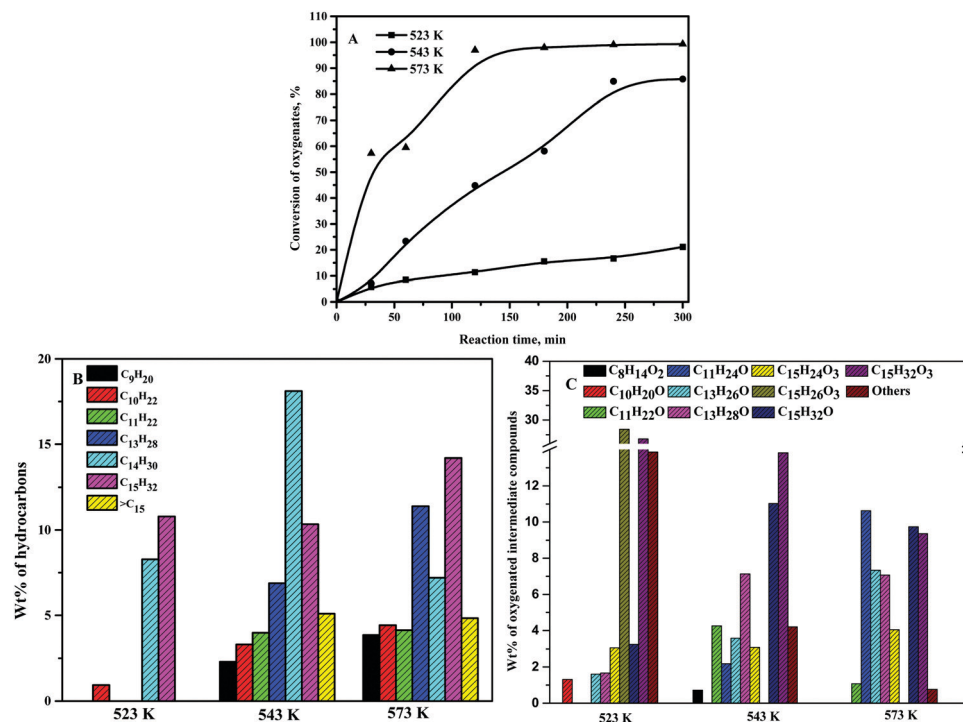 A
523 K
543 K
573 K
110
100
90
80
70
60
50
40
30
20
10
0
0 50 100 150 200 250 300
Conversion of oxygenates, %
Reaction time, min
B
C₉H₂₀
C₁₀H₂₂
C₁₁H₂₂
C₁₃H₂₈
C₁₄H₃₀
C₁₅H₃₂
>C₁₅
20
15
10
5
0
Wt% of hydrocarbons
523 K 543 K 573 K
C
C₈H₁₄O₂ C₁₁H₂₄O C₁₅H₂₄O₃ C₁₅H₃₂O₃
C₁₀H₂₀O C₁₃H₂₆O C₁₅H₂₆O₃ Others
C₁₁H₂₂O C₁₃H₂₈O C₁₅H₃₂O
40
35
30
12
10
8
6
4
2
0
Wt% of oxygenated intermediate compounds
523 K 543 K 573 K